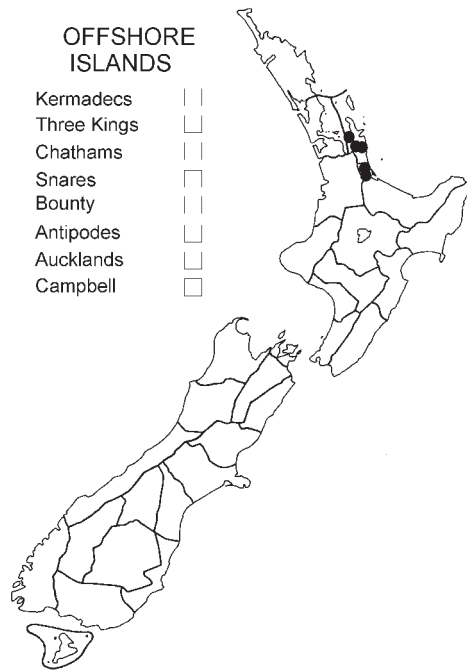 OFFSHORE
ISLANDS
Kermadecs
Three Kings
Chathams
Snares
Bounty
Antipodes
Aucklands
Campbell